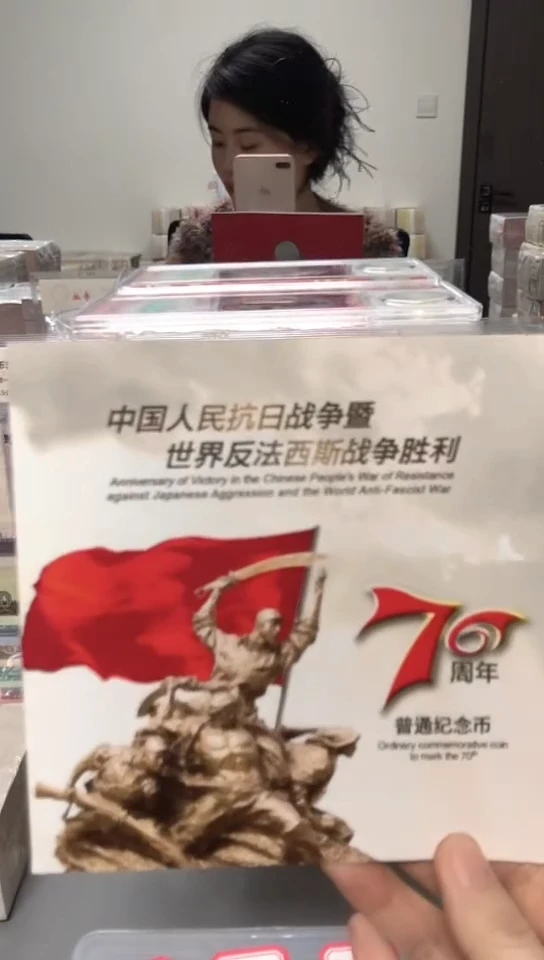 中国人民抗日战争暨
世界反法西斯战争胜利
Anniversary of Victory in the Chinese People's War of Resistance
against Japanese Aggression and the World Anti-Fascist War
70
周年
普通纪念币
Ordinary commemorative coin
to mark the 70th